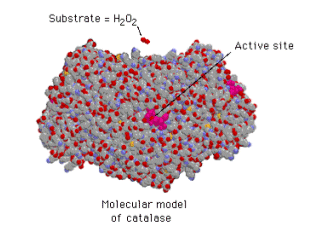 Substrate = H₂O₂
Active site
Molecular model
of catalase